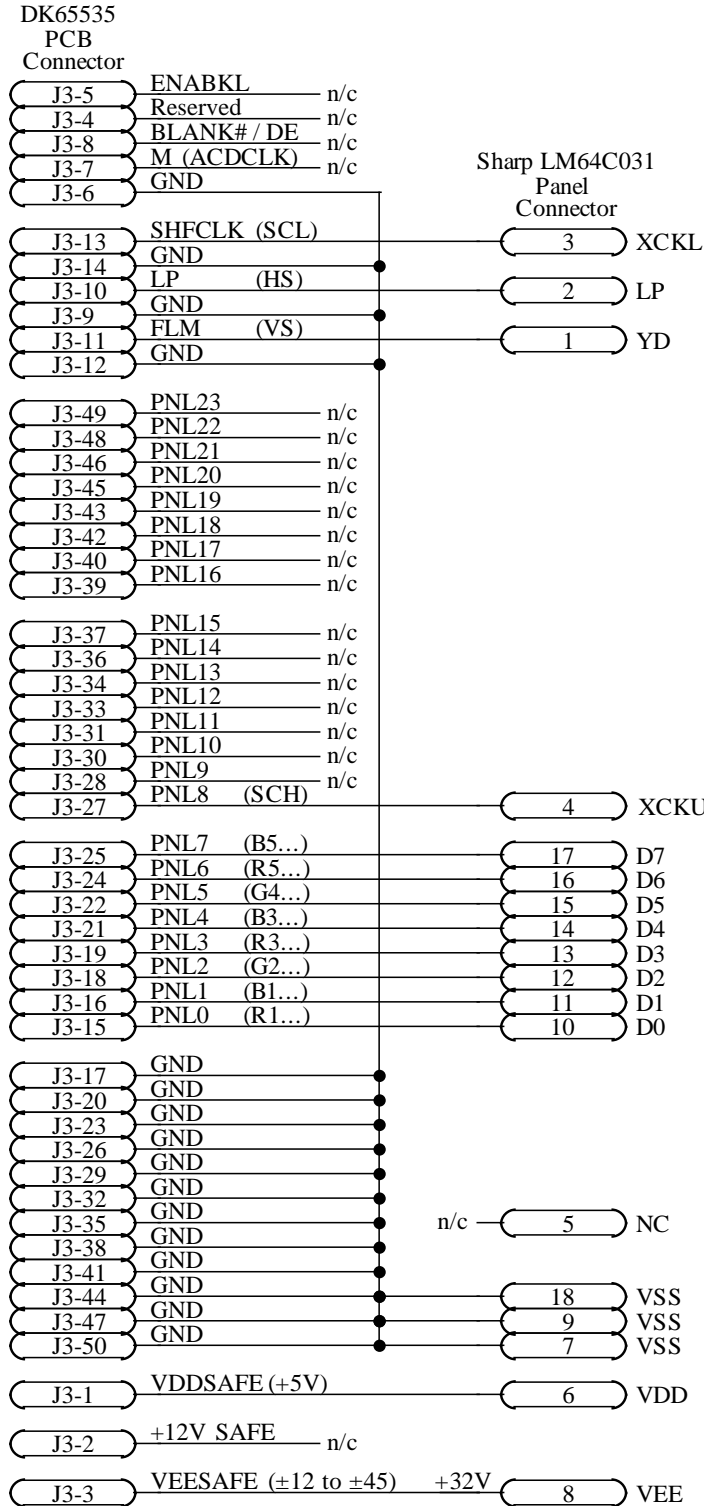 DK65535
PCB
Connector
J3-5 ENABKL n/c
J3-4 Reserved n/c
J3-8 BLANK# / DE n/c
J3-7 M (ACDCLK) n/c
J3-6 GND
Sharp LM64C031
Panel
Connector
J3-13 SHFCLK (SCL) 3 XCKL
J3-14 GND
J3-10 LP (HS) 2 LP
J3-9 GND
J3-11 FLM (VS) 1 YD
J3-12 GND
J3-49 PNL23 n/c
J3-48 PNL22 n/c
J3-46 PNL21 n/c
J3-45 PNL20 n/c
J3-43 PNL19 n/c
J3-42 PNL18 n/c
J3-40 PNL17 n/c
J3-39 PNL16 n/c
J3-37 PNL15 n/c
J3-36 PNL14 n/c
J3-34 PNL13 n/c
J3-33 PNL12 n/c
J3-31 PNL11 n/c
J3-30 PNL10 n/c
J3-28 PNL9 n/c
J3-27 PNL8 (SCH) 4 XCKU
J3-25 PNL7 (B5...) 17 D7
J3-24 PNL6 (R5...) 16 D6
J3-22 PNL5 (G4...) 15 D5
J3-21 PNL4 (B3...) 14 D4
J3-19 PNL3 (R3...) 13 D3
J3-18 PNL2 (G2...) 12 D2
J3-16 PNL1 (B1...) 11 D1
J3-15 PNL0 (R1...) 10 D0
J3-17 GND
J3-20 GND
J3-23 GND
J3-26 GND
J3-29 GND
J3-32 GND
J3-35 GND n/c 5 NC
J3-38 GND
J3-41 GND
J3-44 GND 18 VSS
J3-47 GND 9 VSS
J3-50 GND 7 VSS
J3-1 VDDSAFE (+5V) 6 VDD
J3-2 +12V SAFE n/c
J3-3 VEESAFE (±12 to ±45) +32V 8 VEE